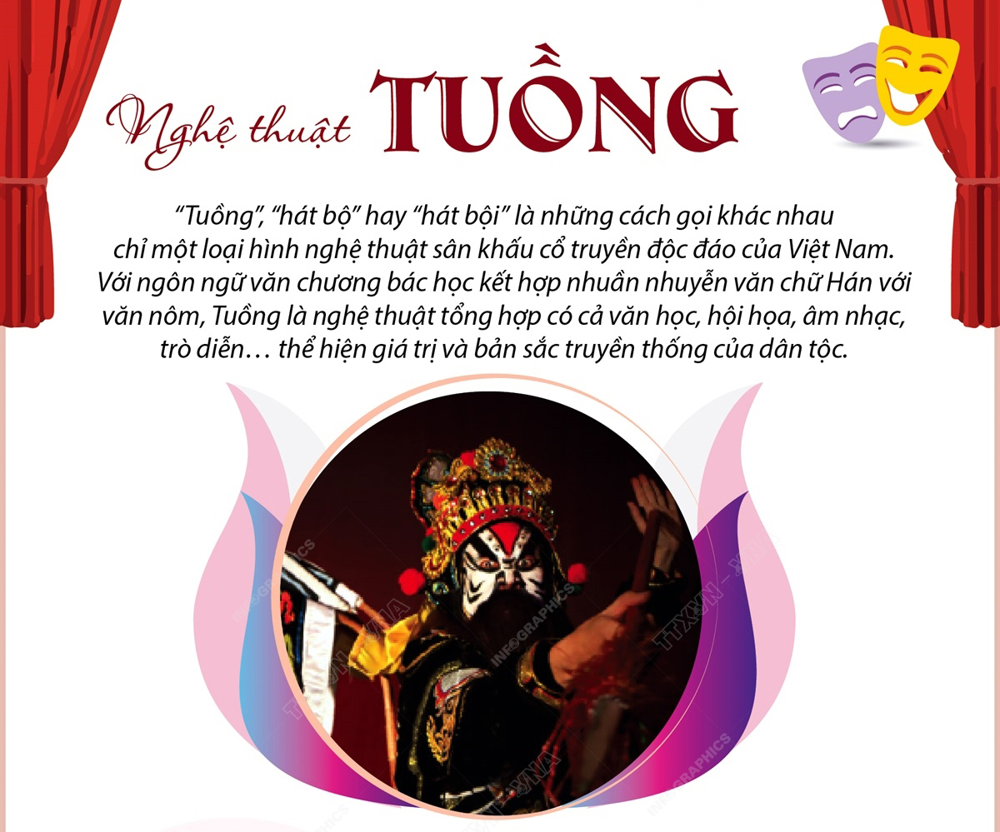 Nghệ thuật TUỒNG
“Tuồng”, “hát bộ” hay “hát bội” là những cách gọi khác nhau
chỉ một loại hình nghệ thuật sân khấu cổ truyền độc đáo của Việt Nam.
Với ngôn ngữ văn chương bác học kết hợp nhuần nhuyễn văn chữ Hán với
văn nôm, Tuồng là nghệ thuật tổng hợp có cả văn học, hội họa, âm nhạc,
trò diễn… thể hiện giá trị và bản sắc truyền thống của dân tộc.
INFOGRAPHICS
TTXVN - VNA
INFOGRAPHICS
TTXVN - VNA
INFOGRAPHICS